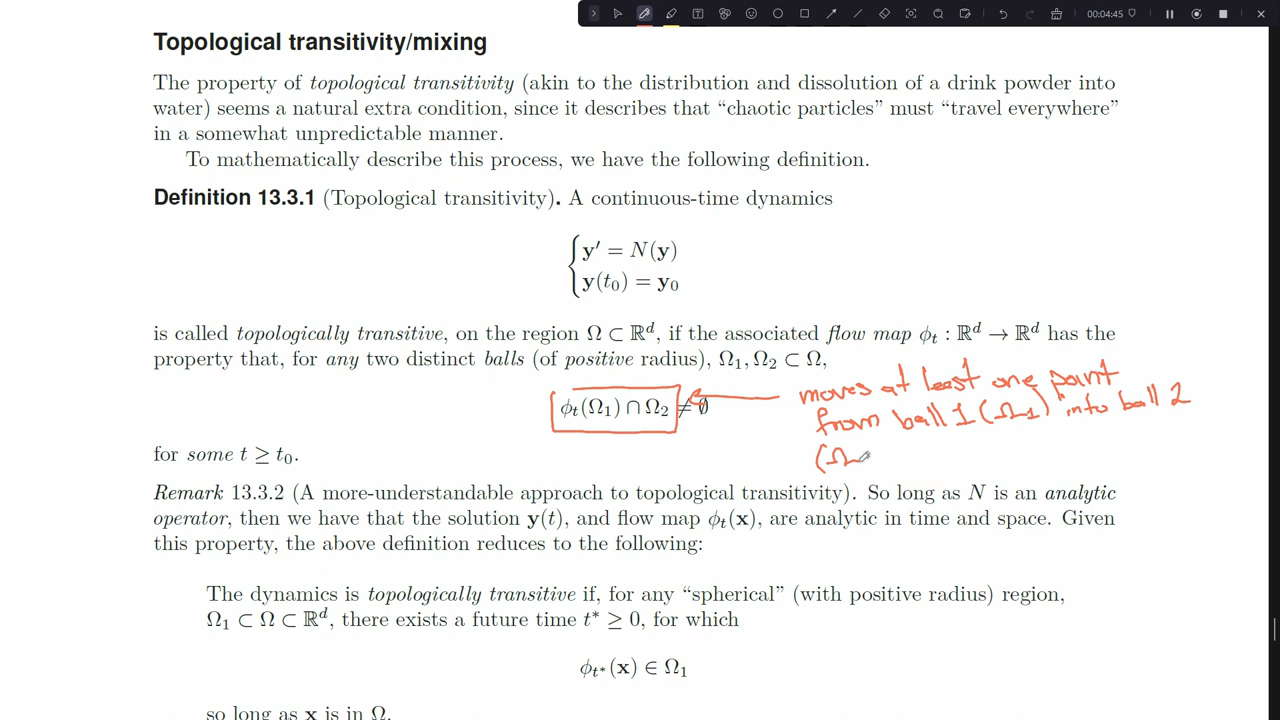 00:04:45
Topological transitivity/mixing
The property of topological transitivity (akin to the distribution and dissolution of a drink powder into
water) seems a natural extra condition, since it describes that “chaotic particles” must “travel everywhere”
in a somewhat unpredictable manner.
To mathematically describe this process, we have the following definition.
Definition 13.3.1 (Topological transitivity). A continuous-time dynamics
y′ = N(y)
y(t₀) = y₀
is called topologically transitive, on the region Ω ⊂ ℝᵈ, if the associated flow map ϕₜ : ℝᵈ → ℝᵈ has the
property that, for any two distinct balls (of positive radius), Ω₁, Ω₂ ⊂ Ω,
ϕₜ(Ω₁) ∩ Ω₂ ≠ ∅
moves at least one point
from ball 1 (Ω₁) into ball 2
(Ω
for some t ≥ t₀.
Remark 13.3.2 (A more-understandable approach to topological transitivity). So long as N is an analytic
operator, then we have that the solution y(t), and flow map ϕₜ(x), are analytic in time and space. Given
this property, the above definition reduces to the following:
The dynamics is topologically transitive if, for any “spherical” (with positive radius) region,
Ω₁ ⊂ Ω ⊂ ℝᵈ, there exists a future time t* ≥ 0, for which
ϕₜ*(x) ∈ Ω₁
so long as x is in Ω.